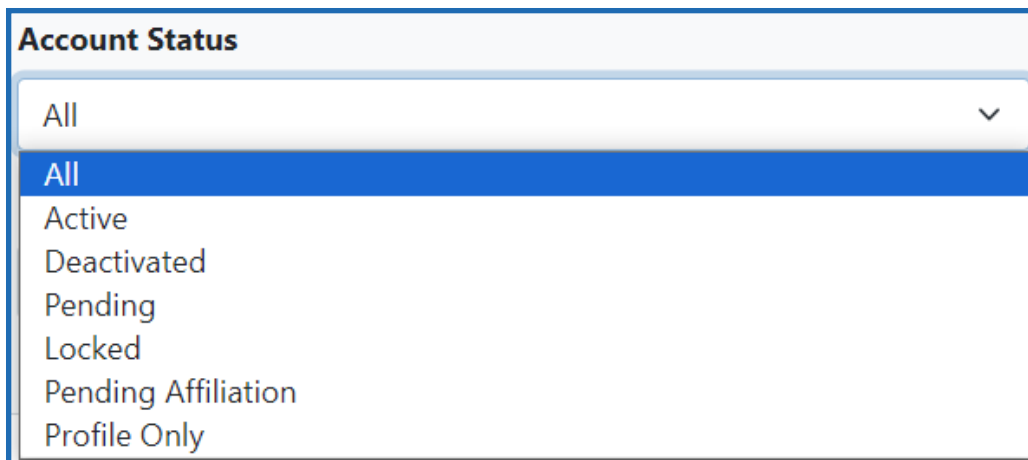 Account Status
All
All
Active
Deactivated
Pending
Locked
Pending Affiliation
Profile Only